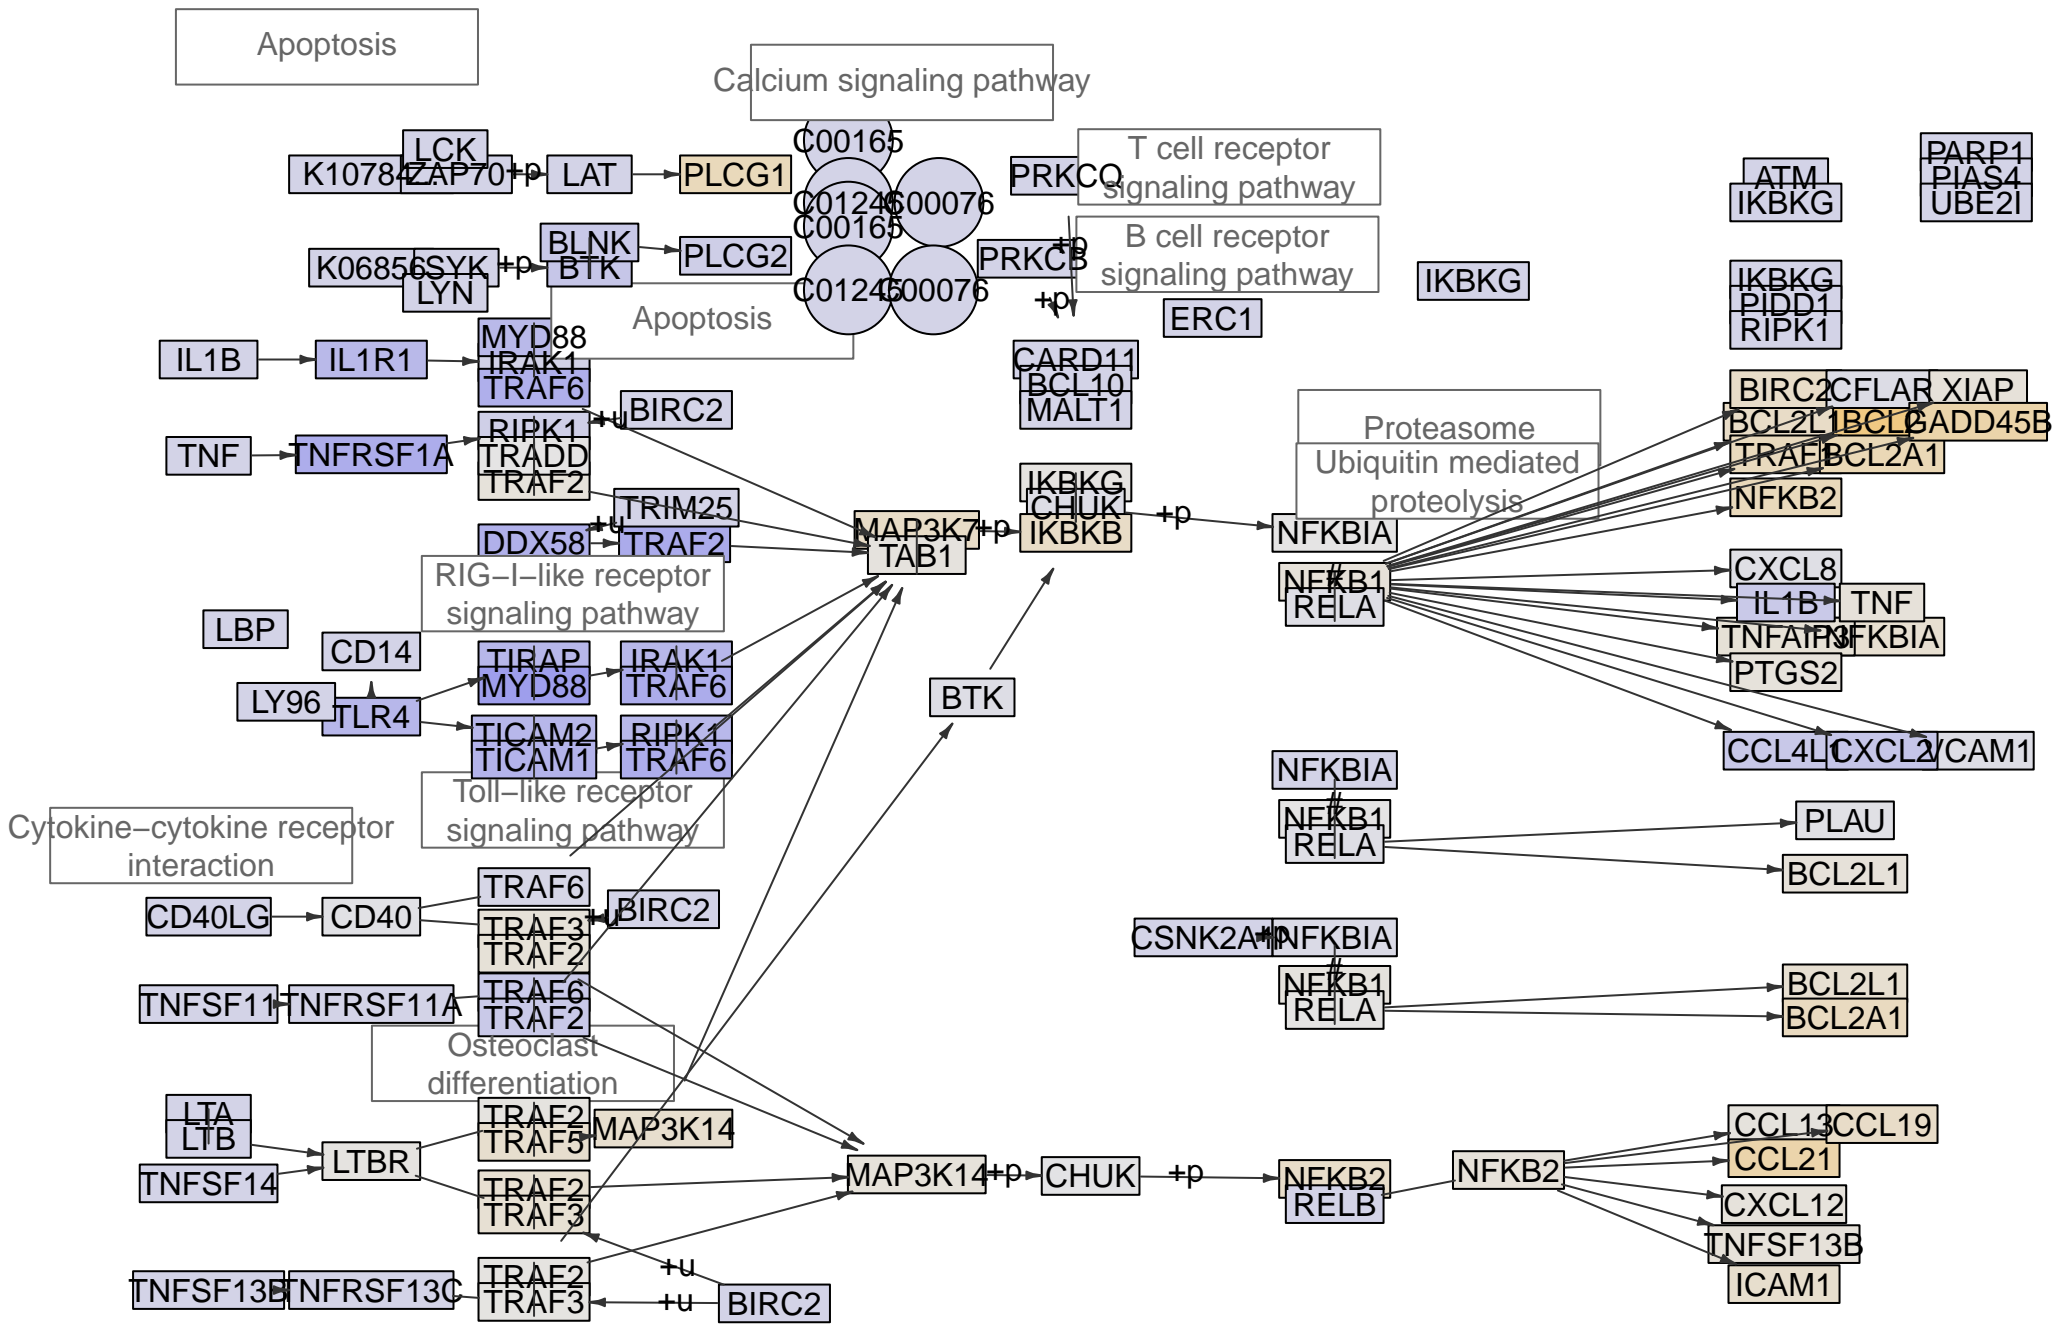 Apoptosis
Calcium signaling pathway
C00165
T cell receptor
signaling pathway
PARP1
PIAS4
UBE2I
LCK
K10784
ZAP70
+p
LAT
PLCG1
PRKCQ
ATM
IKBKG
C01245
C00076
C00165
B cell receptor
signaling pathway
BLNK
BTK
PLCG2
K06856
SYK
+p
LYN
PRKCB
+p
+p
IKBKG
IKBKG
PIDD1
RIPK1
C01245
C00076
Apoptosis
ERC1
MYD88
IRAK1
TRAF6
IL1B
IL1R1
CARD11
BCL10
MALT1
BIRC2
CFLAR
XIAP
BCL2L1
BCL2
GADD45B
TRAF1
BCL2A1
NFKB2
BIRC2
+u
RIPK1
TRADD
TRAF2
TNF
TNFRSF1A
Proteasome
Ubiquitin mediated
proteolysis
IKBKG
CHUK
IKBKB
+p
+p
NFKBIA
TRIM25
+u
DDX58
TRAF2
MAP3K7
TAB1
NFKB1
RELA
CXCL8
IL1B
TNF
TNFAIP3
NFKBIA
PTGS2
RIG−I−like receptor
signaling pathway
LBP
CD14
LY96
TLR4
TIRAP
MYD88
IRAK1
TRAF6
TICAM2
TICAM1
RIPK1
TRAF6
BTK
CCL4L1
CXCL2
VCAM1
Toll−like receptor
signaling pathway
NFKBIA
NFKB1
RELA
PLAU
BCL2L1
Cytokine−cytokine receptor
interaction
TRAF6
CD40LG
CD40
TRAF3
TRAF2
+u
BIRC2
CSNK2A1
+p
NFKBIA
NFKB1
RELA
BCL2L1
BCL2A1
TNFSF11
TNFRSF11A
TRAF6
TRAF2
Osteoclast
differentiation
LTA
LTB
TNFSF14
LTBR
TRAF2
TRAF5
MAP3K14
TRAF2
TRAF3
MAP3K14
+p
CHUK
+p
NFKB2
RELB
NFKB2
CCL13
CCL19
CCL21
CXCL12
TNFSF13B
ICAM1
TNFSF13B
TNFRSF13C
TRAF2
TRAF3
+u
+u
BIRC2